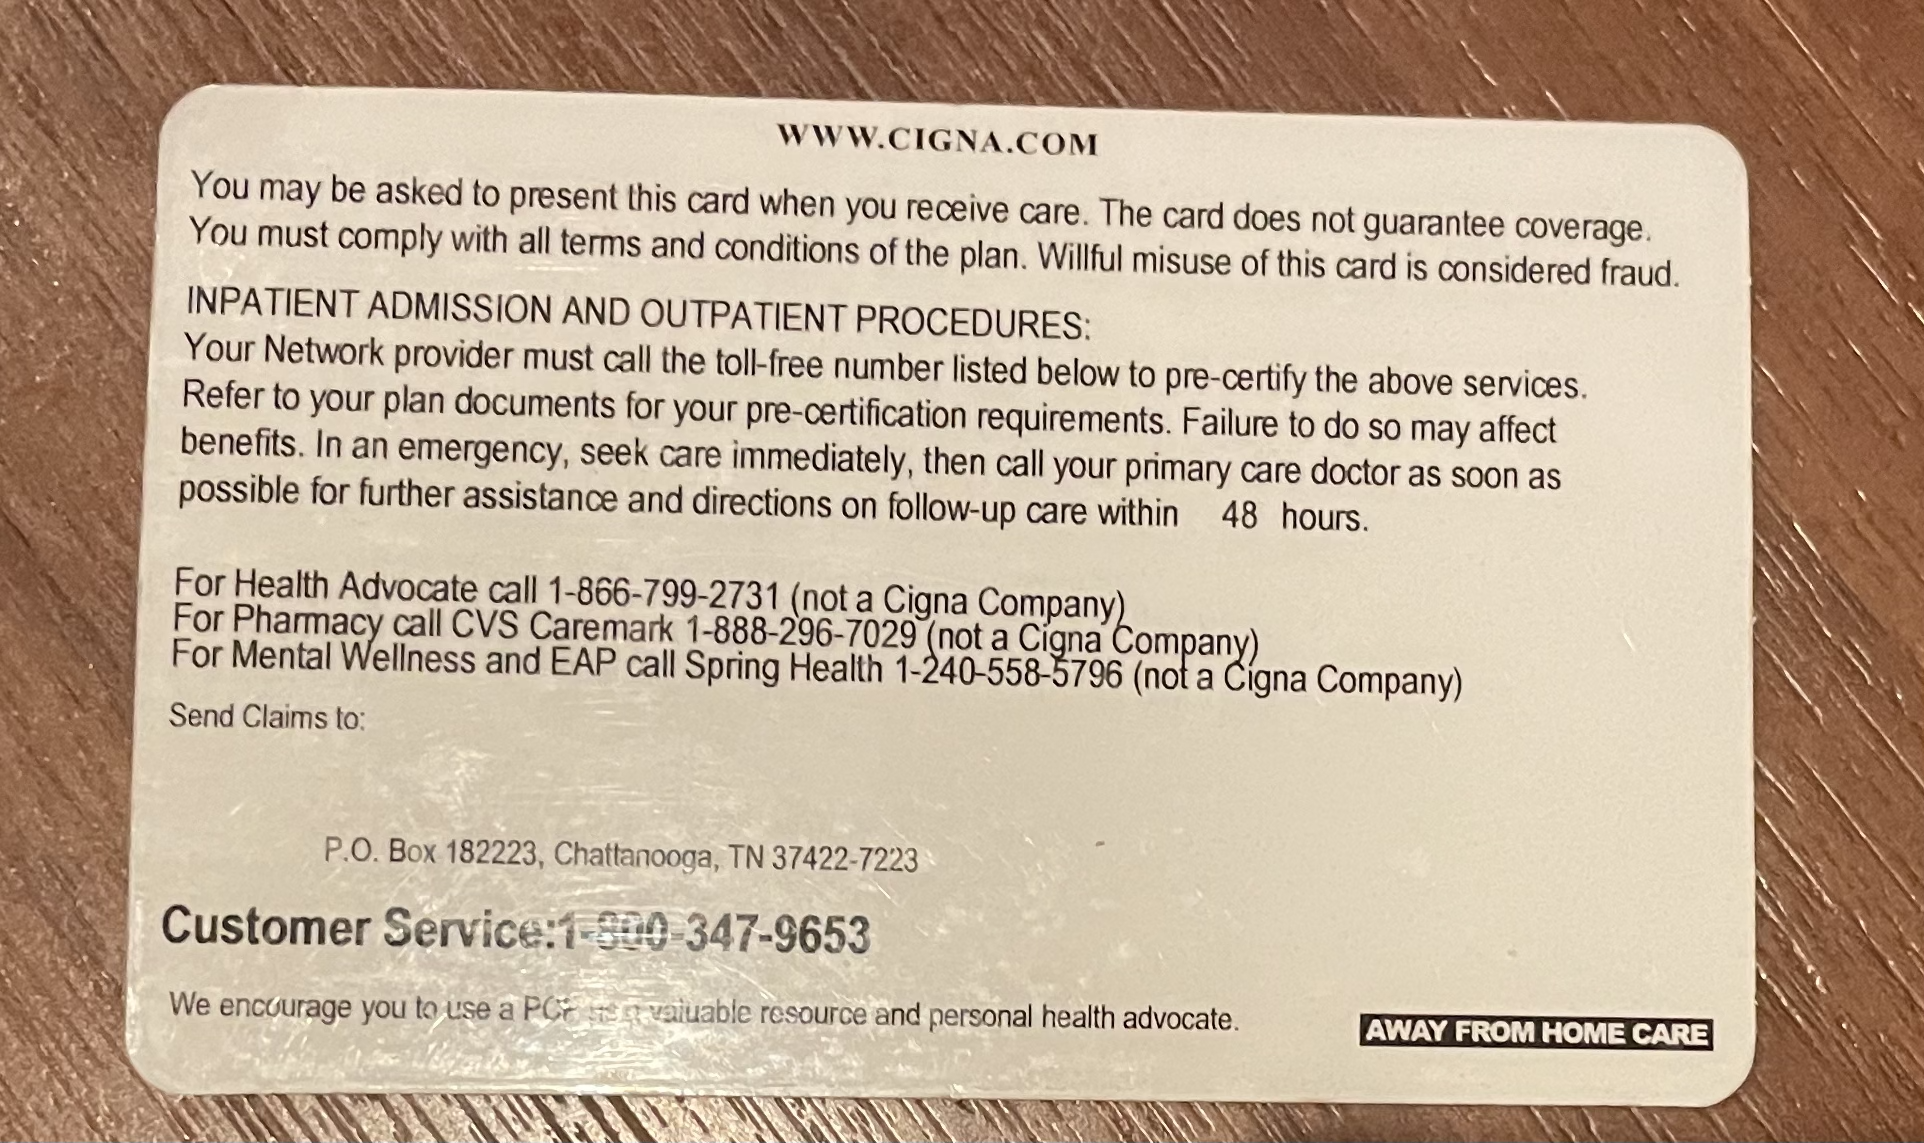 WWW.CIGNA.COM
You may be asked to present this card when you receive care. The card does not guarantee coverage.
You must comply with all terms and conditions of the plan. Willful misuse of this card is considered fraud.
INPATIENT ADMISSION AND OUTPATIENT PROCEDURES:
Your Network provider must call the toll-free number listed below to pre-certify the above services.
Refer to your plan documents for your pre-certification requirements. Failure to do so may affect
benefits. In an emergency, seek care immediately, then call your primary care doctor as soon as
possible for further assistance and directions on follow-up care within 48 hours.
For Health Advocate call 1-866-799-2731 (not a Cigna Company)
For Pharmacy call CVS Caremark 1-888-296-7029 (not a Cigna Company)
For Mental Wellness and EAP call Spring Health 1-240-558-5796 (not a Cigna Company)
Send Claims to:
P.O. Box 182223, Chattanooga, TN 37422-7223
Customer Service:1-800-347-9653
We encourage you to use a PCP as a valuable resource and personal health advocate.
AWAY FROM HOME CARE